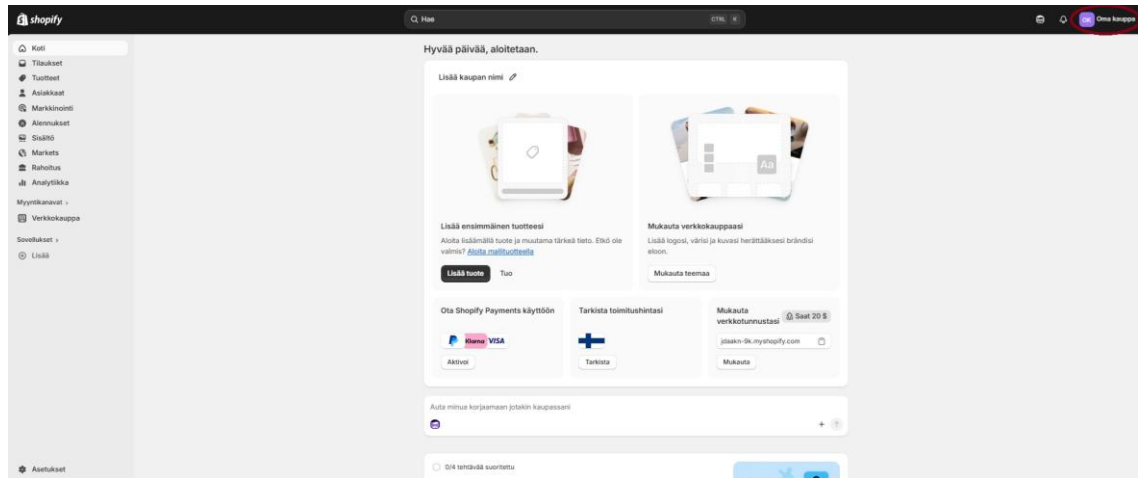 shopify
Hae
CTRL K
OK Oma kauppa
Koti
Tilaukset
Tuotteet
Asiakkaat
Markkinointi
Alennukset
Sisältö
Markets
Rahoitus
Analytiikka
Myyntikanavat ›
Verkkokauppa
Sovellukset ›
Lisää
Asetukset
Hyvää päivää, aloitetaan.
Lisää kaupan nimi
Lisää ensimmäinen tuotteesi
Aloita lisäämällä tuote ja muutama tärkeä tieto. Etkö ole
valmis? Aloita mallituotteella
Lisää tuote Tuo
Aa
Mukauta verkkokauppaasi
Lisää logosi, värisi ja kuvasi herättääksesi brändisi
eloon.
Mukauta teemaa
Ota Shopify Payments käyttöön
Klarna VISA
Aktivoi
Tarkista toimitushintasi
Tarkista
Mukauta
verkkotunnustasi
Saat 20 $
jdaakn-9k.myshopify.com
Mukauta
Auta minua korjaamaan jotakin kaupassani
0/4 tehtävää suoritettu